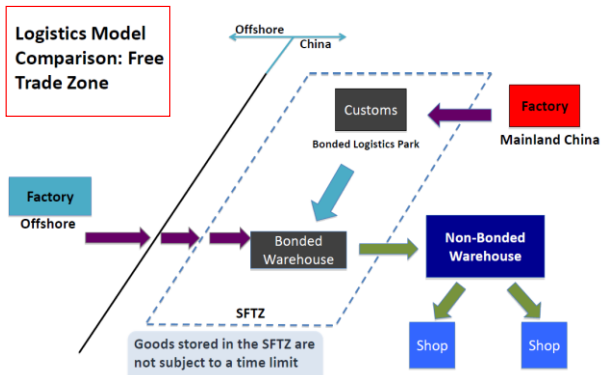 Logistics Model
Comparison: Free
Trade Zone
Offshore
China
Customs
Bonded Logistics Park
Factory
Mainland China
Factory
Offshore
Bonded
Warehouse
Non-Bonded
Warehouse
SFTZ
Shop
Shop
Goods stored in the SFTZ are
not subject to a time limit